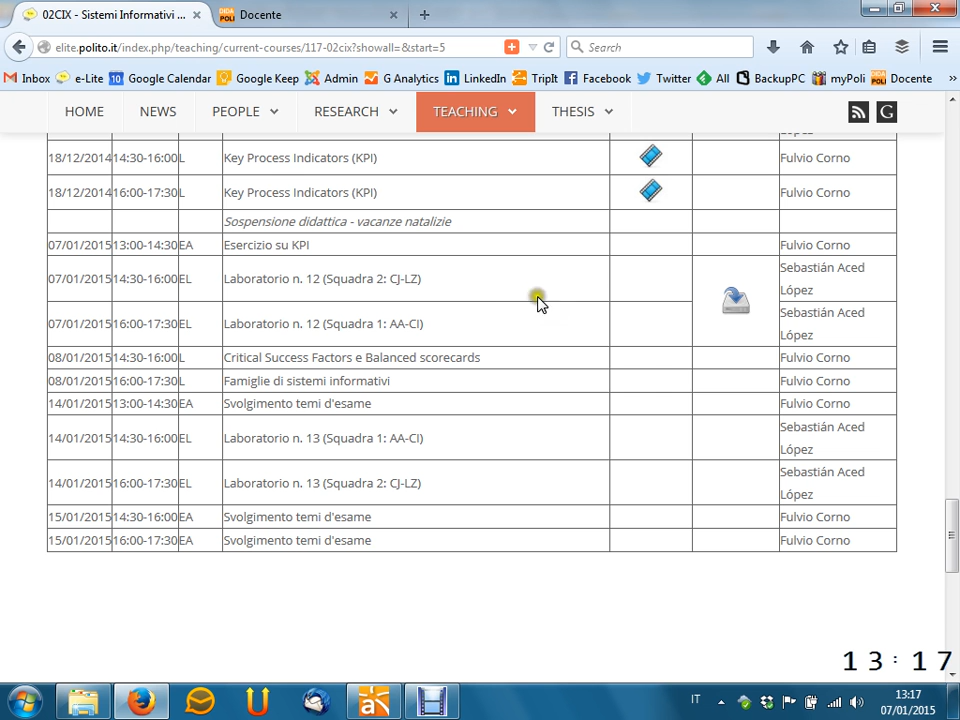 02CIX - Sistemi Informativi ... × DIDA POLI Docente × +
elite.polito.it/index.php/teaching/current-courses/117-02cix?showall=&start=5 Search
Inbox e-Lite 10 Google Calendar Google Keep Admin G Analytics LinkedIn TripIt Facebook Twitter All BackupPC myPoli DIDA POLI Docente »
HOME NEWS PEOPLE RESEARCH TEACHING THESIS G
López
18/12/2014 14:30-16:00 L Key Process Indicators (KPI) Fulvio Corno
18/12/2014 16:00-17:30 L Key Process Indicators (KPI) Fulvio Corno
Sospensione didattica - vacanze natalizie
07/01/2015 13:00-14:30 EA Esercizio su KPI Fulvio Corno
07/01/2015 14:30-16:00 EL Laboratorio n. 12 (Squadra 2: CJ-LZ) Sebastián Aced
López
07/01/2015 16:00-17:30 EL Laboratorio n. 12 (Squadra 1: AA-CI) Sebastián Aced
López
08/01/2015 14:30-16:00 L Critical Success Factors e Balanced scorecards Fulvio Corno
08/01/2015 16:00-17:30 L Famiglie di sistemi informativi Fulvio Corno
14/01/2015 13:00-14:30 EA Svolgimento temi d'esame Fulvio Corno
14/01/2015 14:30-16:00 EL Laboratorio n. 13 (Squadra 1: AA-CI) Sebastián Aced
López
14/01/2015 16:00-17:30 EL Laboratorio n. 13 (Squadra 2: CJ-LZ) Sebastián Aced
López
15/01/2015 14:30-16:00 EA Svolgimento temi d'esame Fulvio Corno
15/01/2015 16:00-17:30 EA Svolgimento temi d'esame Fulvio Corno
13:17
IT 13:17
07/01/2015